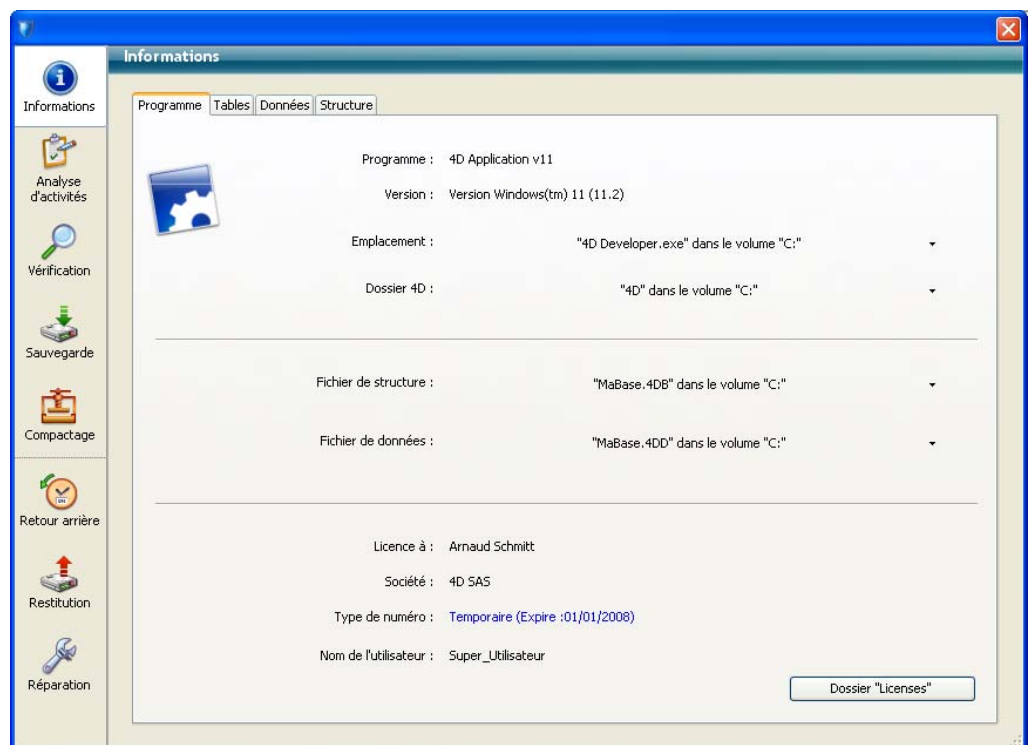 Informations
Informations
Analyse
d'activités
Vérification
Sauvegarde
Compactage
Retour arrière
Restitution
Réparation
Programme Tables Données Structure
Programme : 4D Application v11
Version : Version Windows(tm) 11 (11.2)
Emplacement : "4D Developer.exe" dans le volume "C:"
Dossier 4D : "4D" dans le volume "C:"
Fichier de structure : "MaBase.4DB" dans le volume "C:"
Fichier de données : "MaBase.4DD" dans le volume "C:"
Licence à : Arnaud Schmitt
Société : 4D SAS
Type de numéro : Temporaire (Expire :01/01/2008)
Nom de l'utilisateur : Super_Utilisateur
Dossier "Licenses"